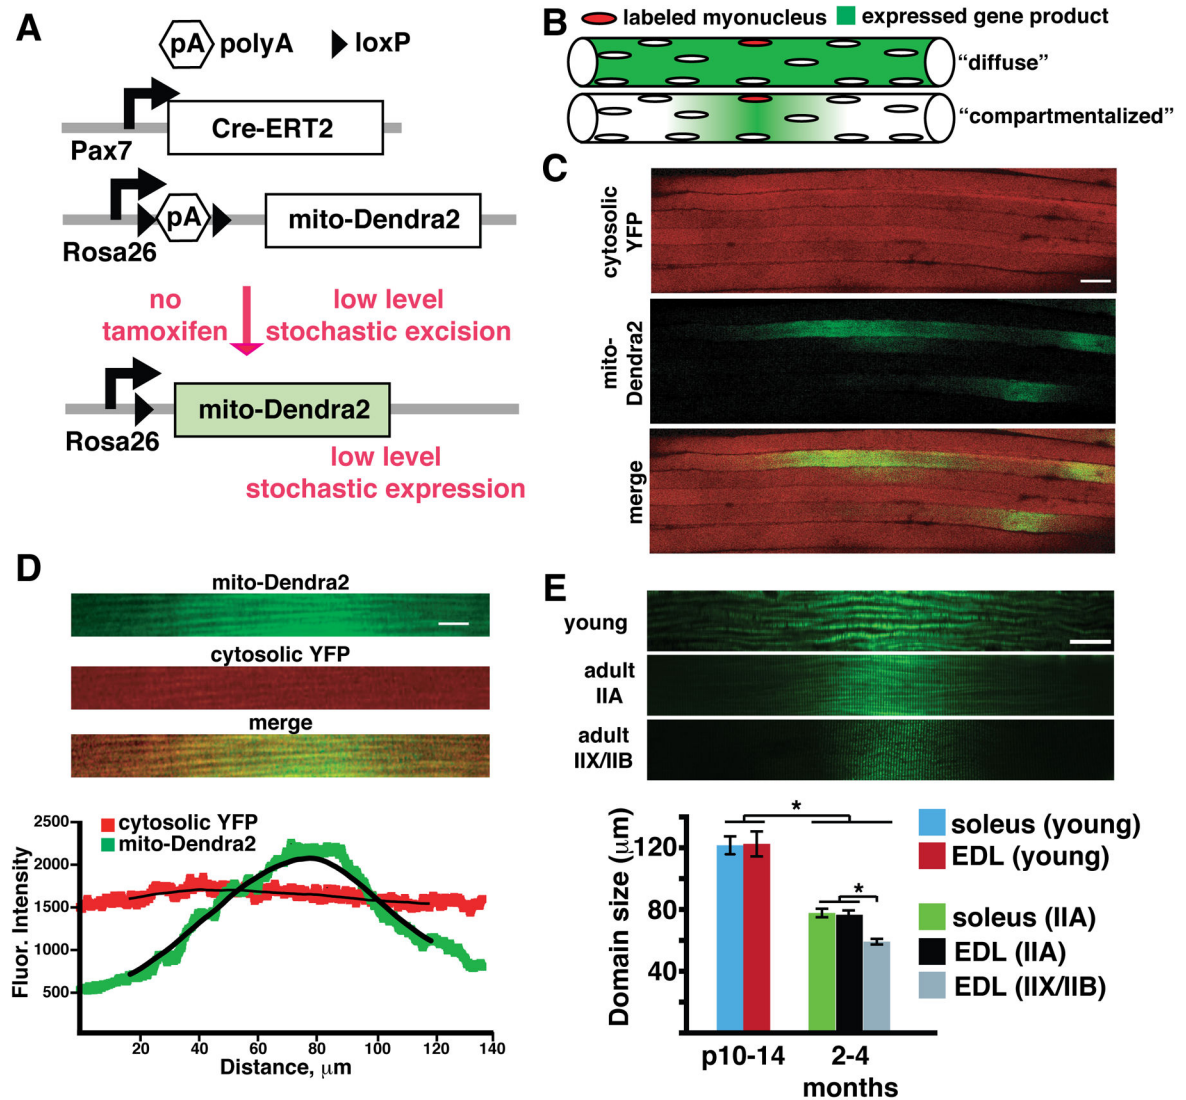 A
pA polyA loxP
Cre-ERT2
Pax7
pA
mito-Dendra2
Rosa26
no
tamoxifen
low level
stochastic excision
mito-Dendra2
Rosa26
low level
stochastic expression
B
labeled myonucleus expressed gene product
“diffuse”
“compartmentalized”
C
cytosolic
YFP
mito-
Dendra2
merge
D
mito-Dendra2
cytosolic YFP
merge
2500
2000
1500
1000
500
Fluor. Intensity
cytosolic YFP
mito-Dendra2
20 40 60 80 100 120 140
Distance, μm
E
young
adult
IIA
adult
IIX/IIB
Domain size (μm)
120
80
40
*
*
p10-14 2-4
months
soleus (young)
EDL (young)
soleus (IIA)
EDL (IIA)
EDL (IIX/IIB)